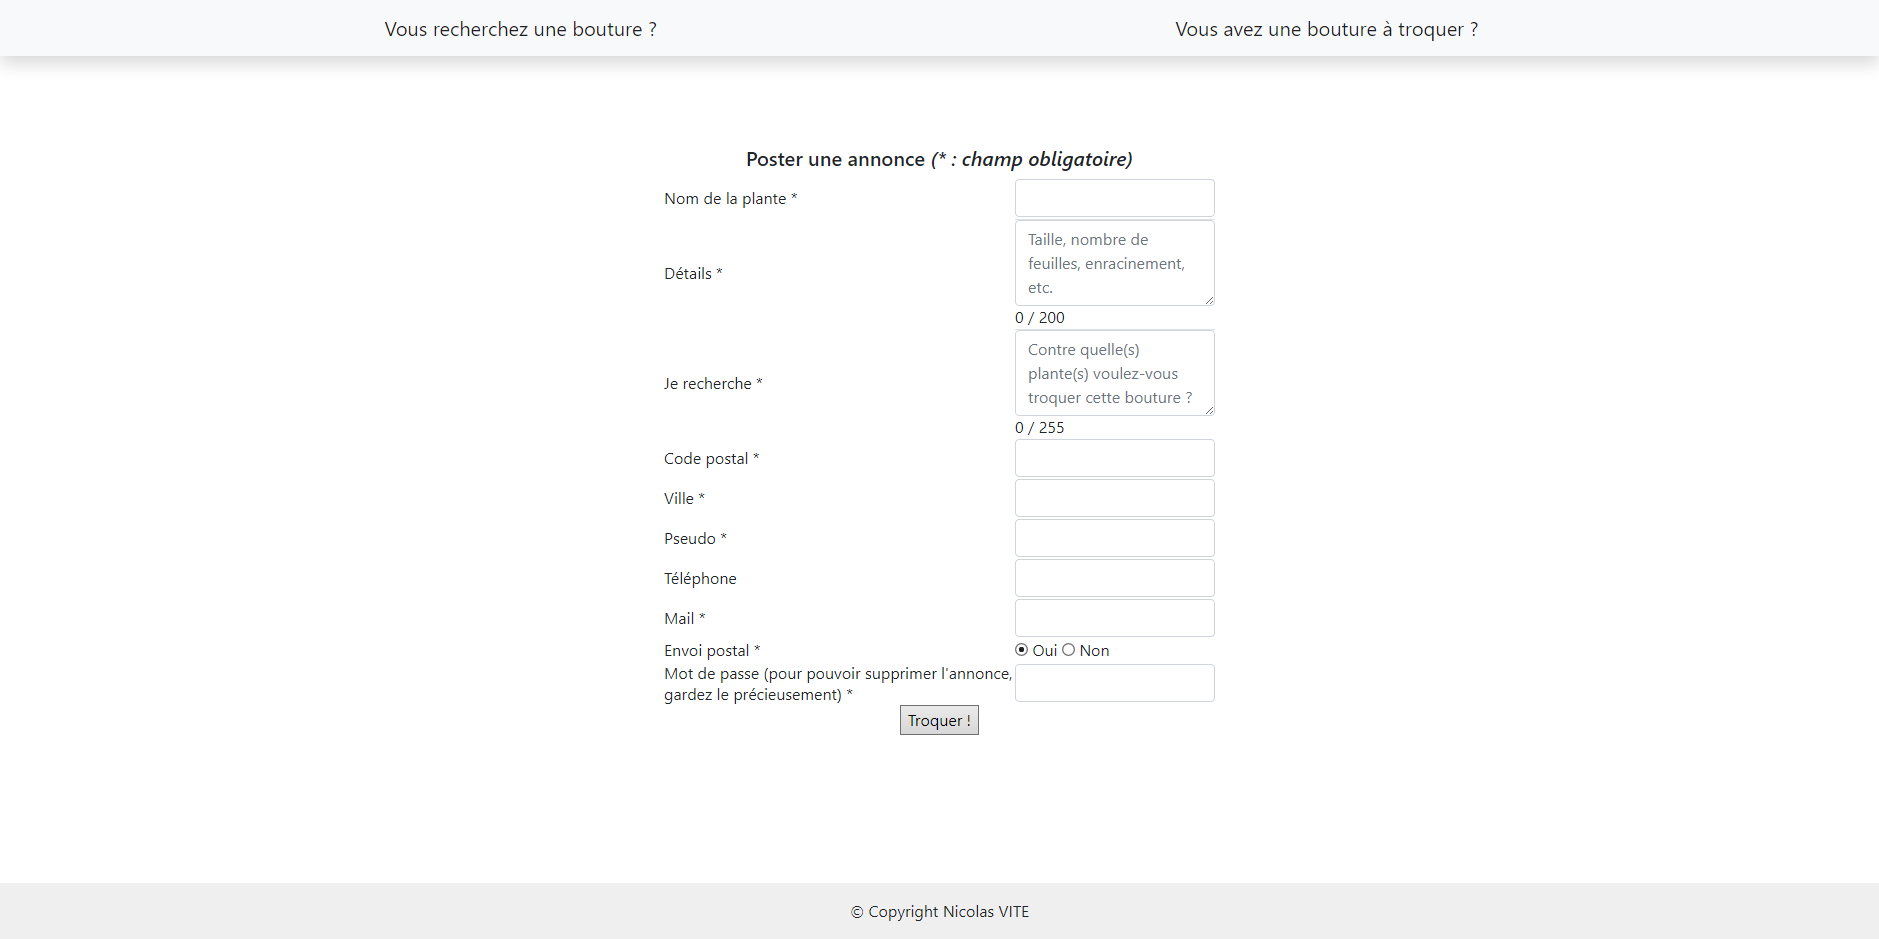 Vous recherchez une bouture ?
Vous avez une bouture à troquer ?
Poster une annonce (* : champ obligatoire)
Nom de la plante *
Détails *
Taille, nombre de
feuilles, enracinement,
etc.
0 / 200
Je recherche *
Contre quelle(s)
plante(s) voulez-vous
troquer cette bouture ?
0 / 255
Code postal *
Ville *
Pseudo *
Téléphone
Mail *
Envoi postal *
Oui Non
Mot de passe (pour pouvoir supprimer l'annonce,
gardez le précieusement) *
Troquer !
© Copyright Nicolas VITE